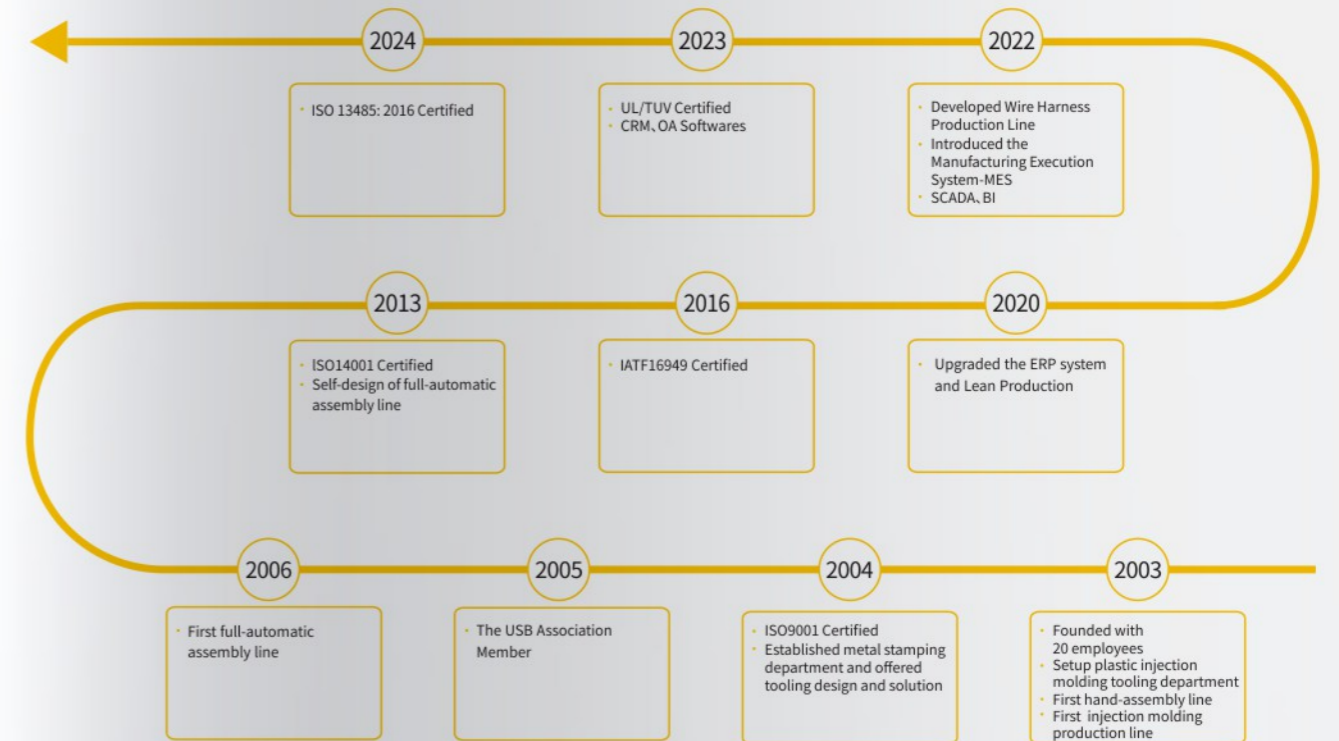 2024
2023
2022
• ISO 13485: 2016 Certified
• UL/TUV Certified
• CRM、OA Softwares
• Developed Wire Harness
Production Line
• Introduced the
Manufacturing Execution
System-MES
• SCADA、BI
2013
2016
2020
• ISO14001 Certified
• Self-design of full-automatic
assembly line
• IATF16949 Certified
• Upgraded the ERP system
and Lean Production
2006
2005
2004
2003
• First full-automatic
assembly line
• The USB Association
Member
• ISO9001 Certified
• Established metal stamping
department and offered
tooling design and solution
• Founded with
20 employees
• Setup plastic injection
molding tooling department
• First hand-assembly line
• First injection molding
production line